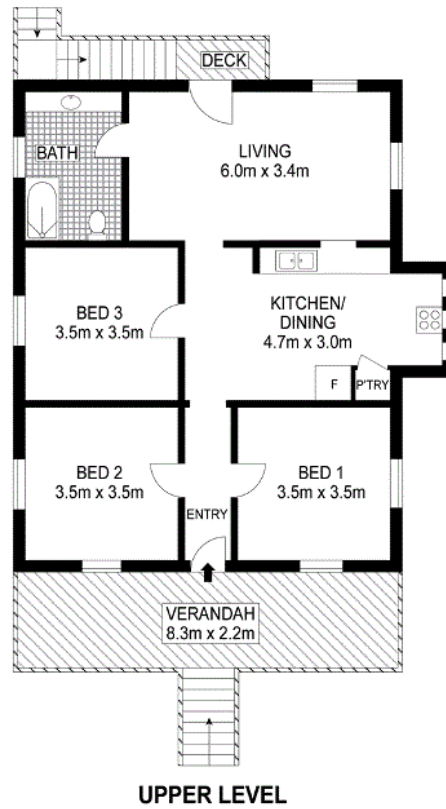 DECK
BATH
LIVING
6.0m x 3.4m
BED 3
3.5m x 3.5m
KITCHEN/
DINING
4.7m x 3.0m
F
P'TRY
BED 2
3.5m x 3.5m
BED 1
3.5m x 3.5m
ENTRY
VERANDAH
8.3m x 2.2m
UPPER LEVEL